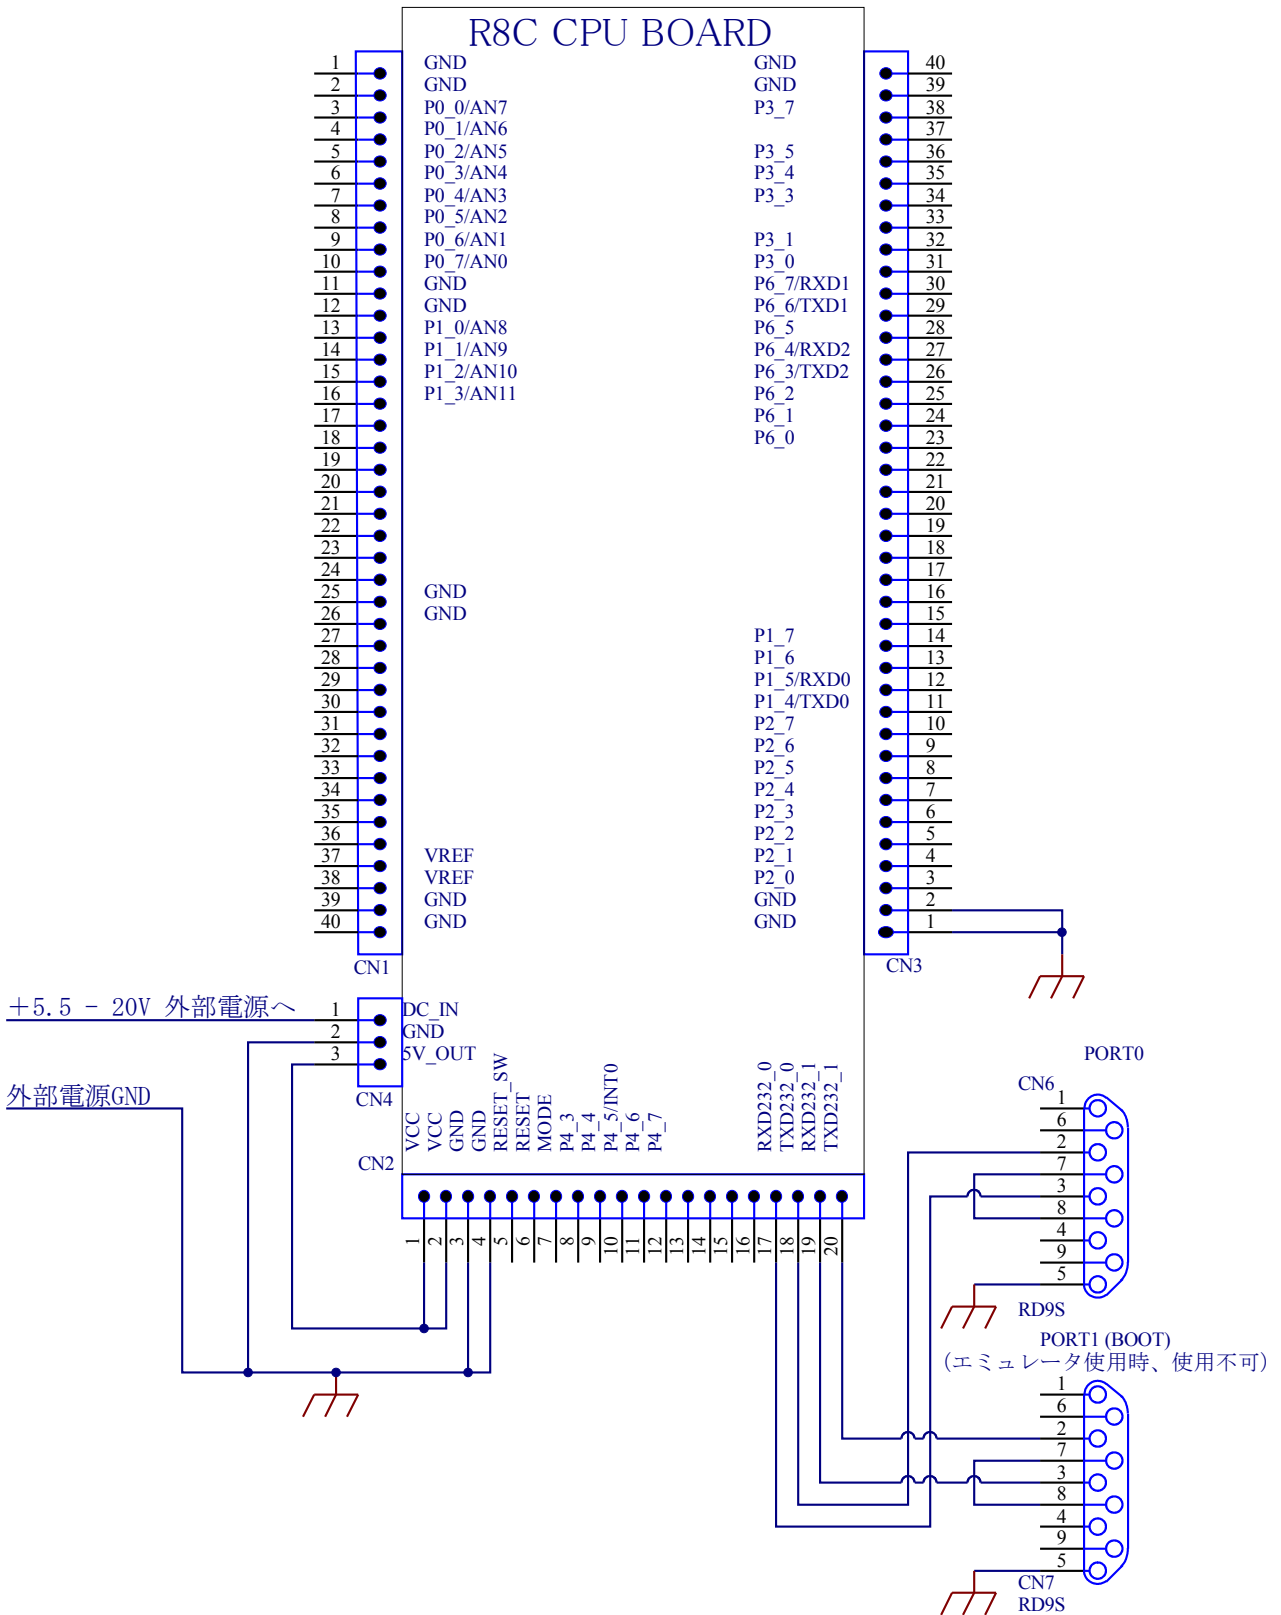 R8C CPU BOARD
1 GND GND 40
2 GND GND 39
3 P0_0/AN7 P3_7 38
4 P0_1/AN6 37
5 P0_2/AN5 P3_5 36
6 P0_3/AN4 P3_4 35
7 P0_4/AN3 P3_3 34
8 P0_5/AN2 33
9 P0_6/AN1 P3_1 32
10 P0_7/AN0 P3_0 31
11 GND P6_7/RXD1 30
12 GND P6_6/TXD1 29
13 P1_0/AN8 P6_5 28
14 P1_1/AN9 P6_4/RXD2 27
15 P1_2/AN10 P6_3/TXD2 26
16 P1_3/AN11 P6_2 25
17 P6_1 24
18 P6_0 23
19 22
20 21
21 20
22 19
23 18
24 17
25 GND 16
26 GND 15
27 P1_7 14
28 P1_6 13
29 P1_5/RXD0 12
30 P1_4/TXD0 11
31 P2_7 10
32 P2_6 9
33 P2_5 8
34 P2_4 7
35 P2_3 6
36 P2_2 5
37 VREF P2_1 4
38 VREF P2_0 3
39 GND GND 2
40 GND GND 1
CN1
CN3
+5.5 - 20V 外部電源へ 1 DC_IN
2 GND
3 5V_OUT
外部電源GND
CN4
CN2
VCC
VCC
GND
GND
RESET_SW
RESET
MODE
P4_3
P4_4
P4_5/INT0
P4_6
P4_7
RXD232_0
TXD232_0
RXD232_1
TXD232_1
1
2
3
4
5
6
7
8
9
10
11
12
13
14
15
16
17
18
19
20
PORT0
CN6
1
6
2
7
3
8
4
9
5
RD9S
PORT1 (BOOT)
(エミュレータ使用時、使用不可)
1
6
2
7
3
8
4
9
5
CN7
RD9S